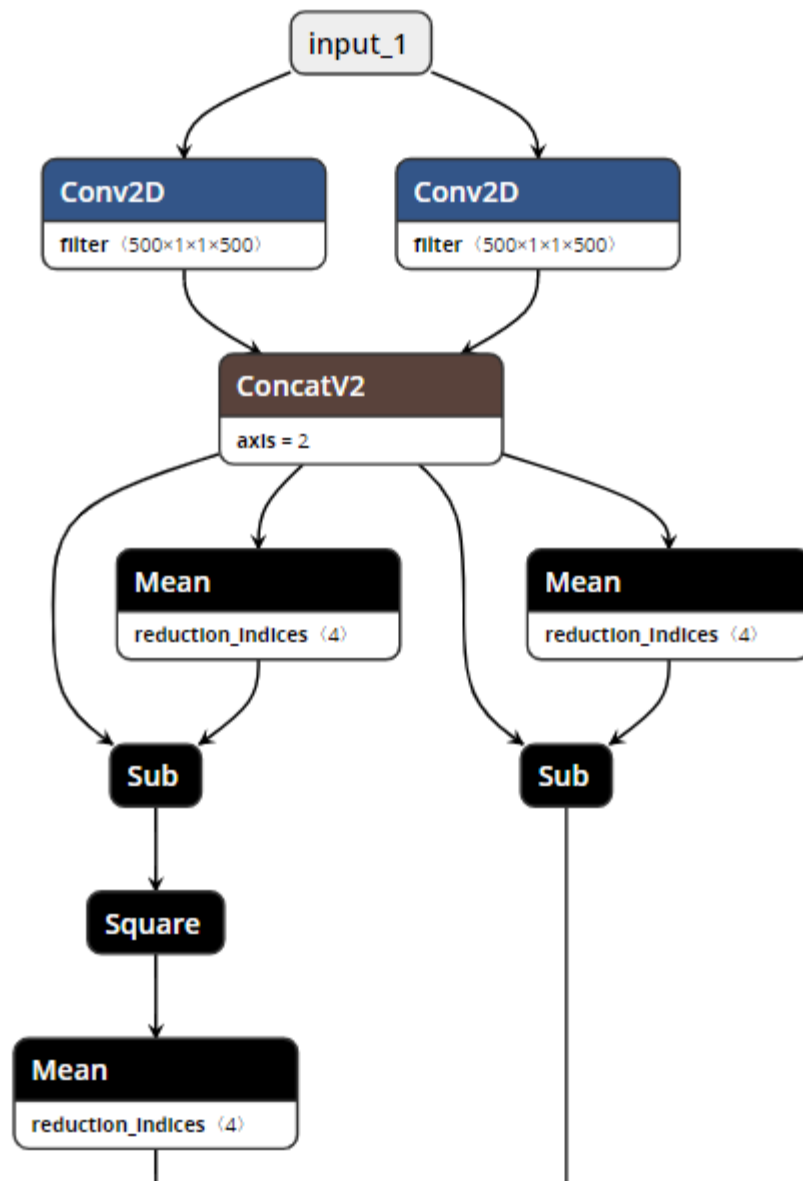 input_1
Conv2D
filter 〈500×1×1×500〉
Conv2D
filter 〈500×1×1×500〉
ConcatV2
axis = 2
Mean
reduction_indices 〈4〉
Mean
reduction_indices 〈4〉
Sub
Sub
Square
Mean
reduction_indices 〈4〉